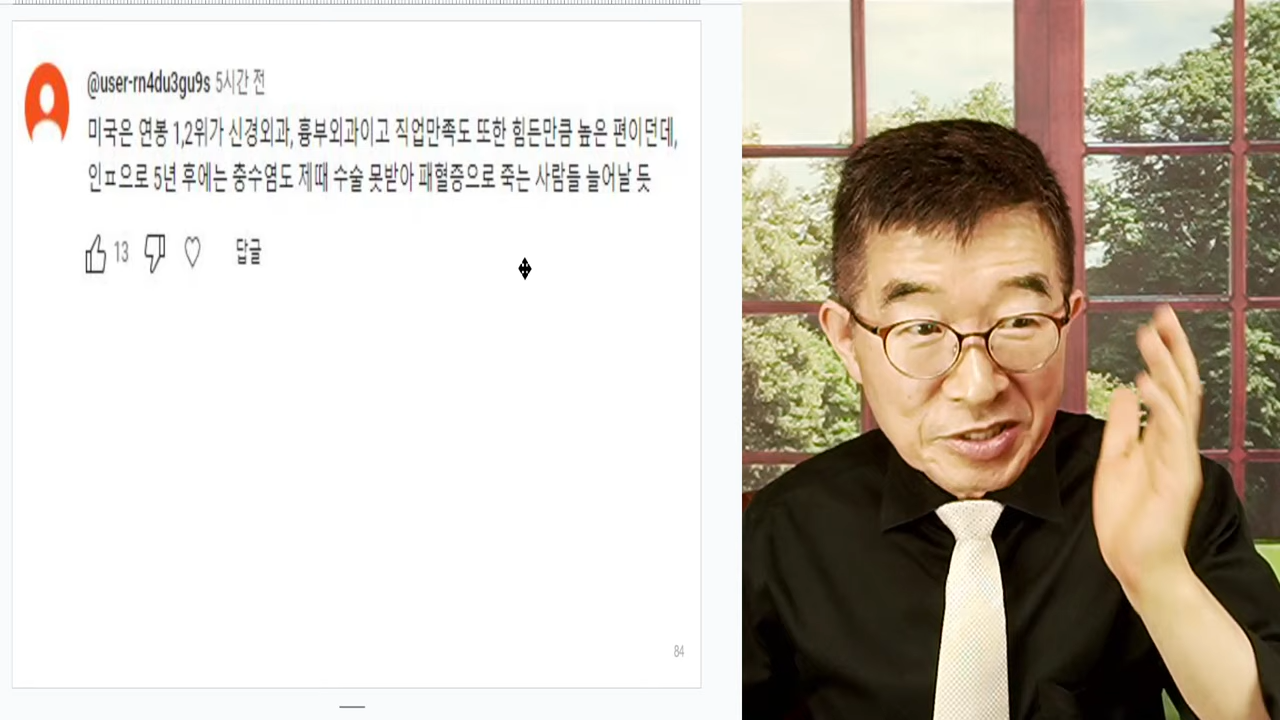 @user-rn4du3gu9s 5시간 전
미국은 연봉 1,2위가 신경외과, 흉부외과이고 직업만족도 또한 힘든만큼 높은 편이던데,
인ㅍ으로 5년 후에는 충수염도 제때 수술 못받아 패혈증으로 죽는 사람들 늘어날 듯
13 답글
84